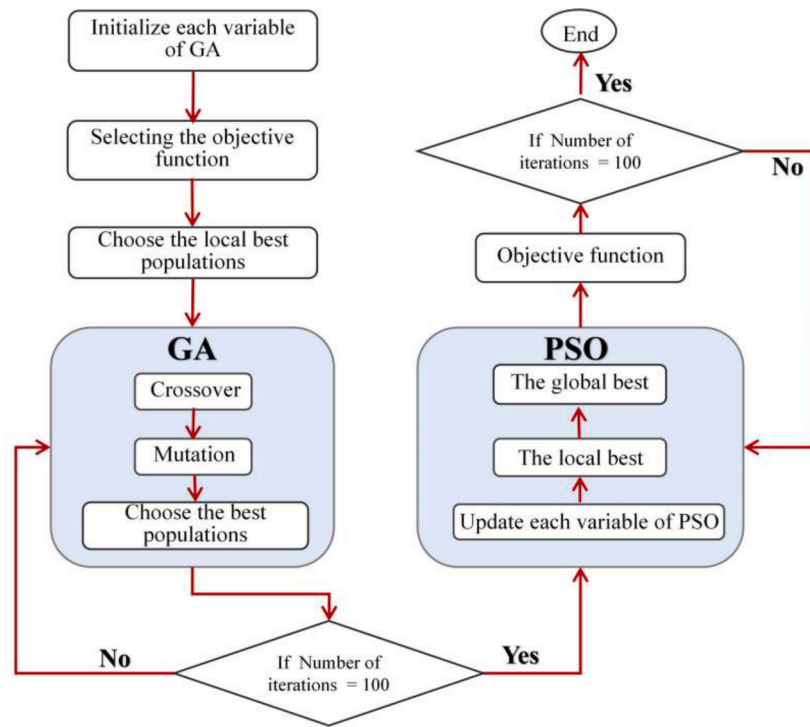 Initialize each variable
of GA
Selecting the objective
function
Choose the local best
populations
GA
Crossover
Mutation
Choose the best
populations
No
If Number of
iterations = 100
Yes
PSO
The global best
The local best
Update each variable of PSO
Objective function
If Number of
iterations = 100
No
Yes
End